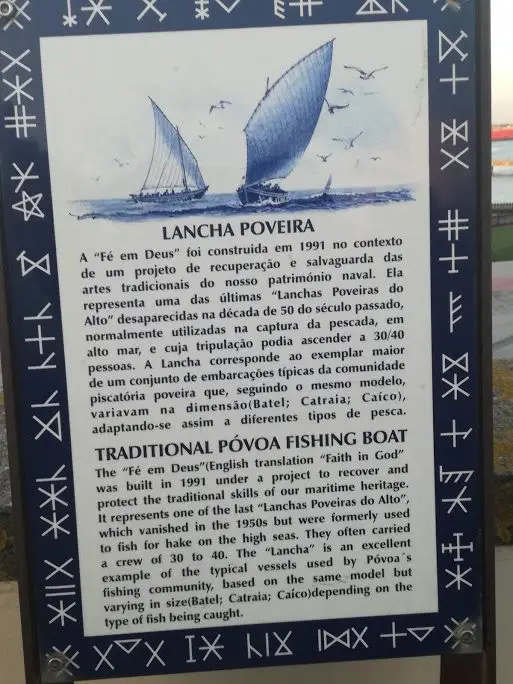 LANCHA POVEIRA
A “Fé em Deus” foi construida em 1991 no contexto
de um projeto de recuperação e salvaguarda das
artes tradicionais do nosso património naval. Ela
representa uma das últimas “Lanchas Poveiras do
Alto” desaparecidas na década de 50 do século passado,
normalmente utilizadas na captura da pescada, em
alto mar, e cuja tripulação podia ascender a 30/40
pessoas. A Lancha corresponde ao exemplar maior
de um conjunto de embarcações típicas da comunidade
piscatória poveira que, seguindo o mesmo modelo,
variavam na dimensão(Batel; Catraia; Caíco),
adaptando-se assim a diferentes tipos de pesca.
TRADITIONAL PÓVOA FISHING BOAT
The “Fé em Deus”(English translation “Faith in God”
was built in 1991 under a project to recover and
protect the traditional skills of our maritime heritage.
It represents one of the last “Lanchas Poveiras do Alto”,
which vanished in the 1950s but were formerly used
to fish for hake on the high seas. They often carried
a crew of 30 to 40. The “Lancha” is an excellent
example of the typical vessels used by Póvoa´s
fishing community, based on the same model but
varying in size(Batel; Catraia; Caíco)depending on the
type of fish being caught.